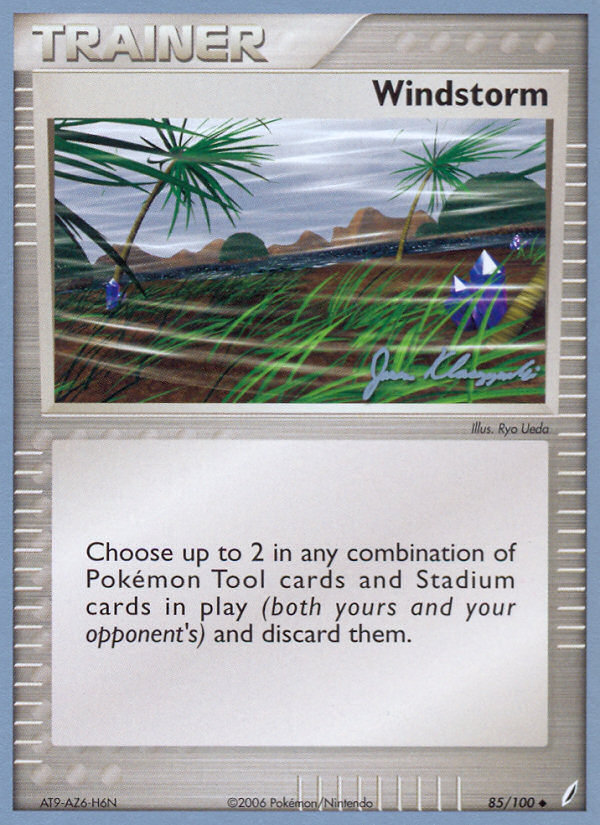 TRAINER
Windstorm
Illus. Ryo Ueda
Choose up to 2 in any combination of
Pokémon Tool cards and Stadium
cards in play (both yours and your
opponent's) and discard them.
AT9-AZ6-H6N
©2006 Pokémon/Nintendo
85/100